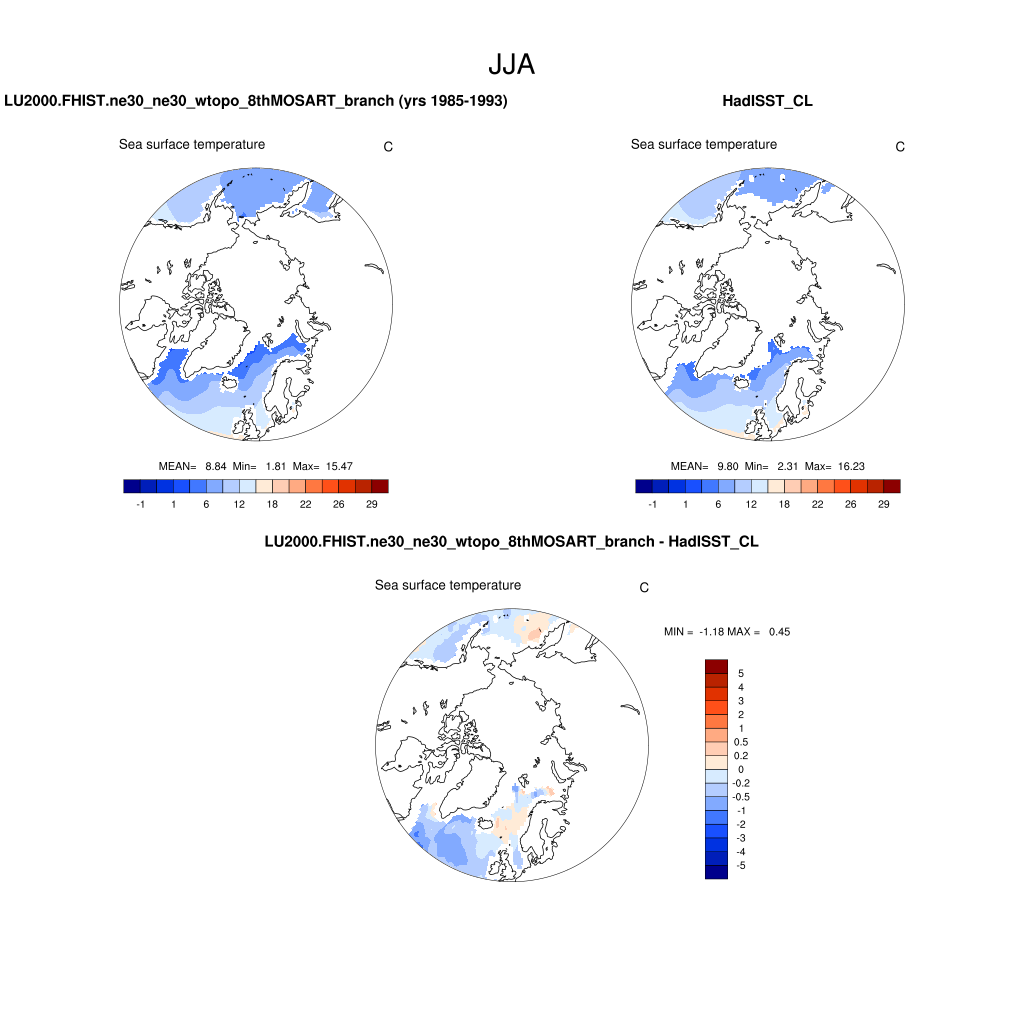 JJA
LU2000.FHIST.ne30_ne30_wtopo_8thMOSART_branch (yrs 1985-1993)
HadISST_CL
Sea surface temperature C
Sea surface temperature C
MEAN= 8.84 Min= 1.81 Max= 15.47
MEAN= 9.80 Min= 2.31 Max= 16.23
-1 1 6 12 18 22 26 29
-1 1 6 12 18 22 26 29
LU2000.FHIST.ne30_ne30_wtopo_8thMOSART_branch - HadISST_CL
Sea surface temperature C
MIN = -1.18 MAX = 0.45
5
4
3
2
1
0.5
0.2
0
-0.2
-0.5
-1
-2
-3
-4
-5